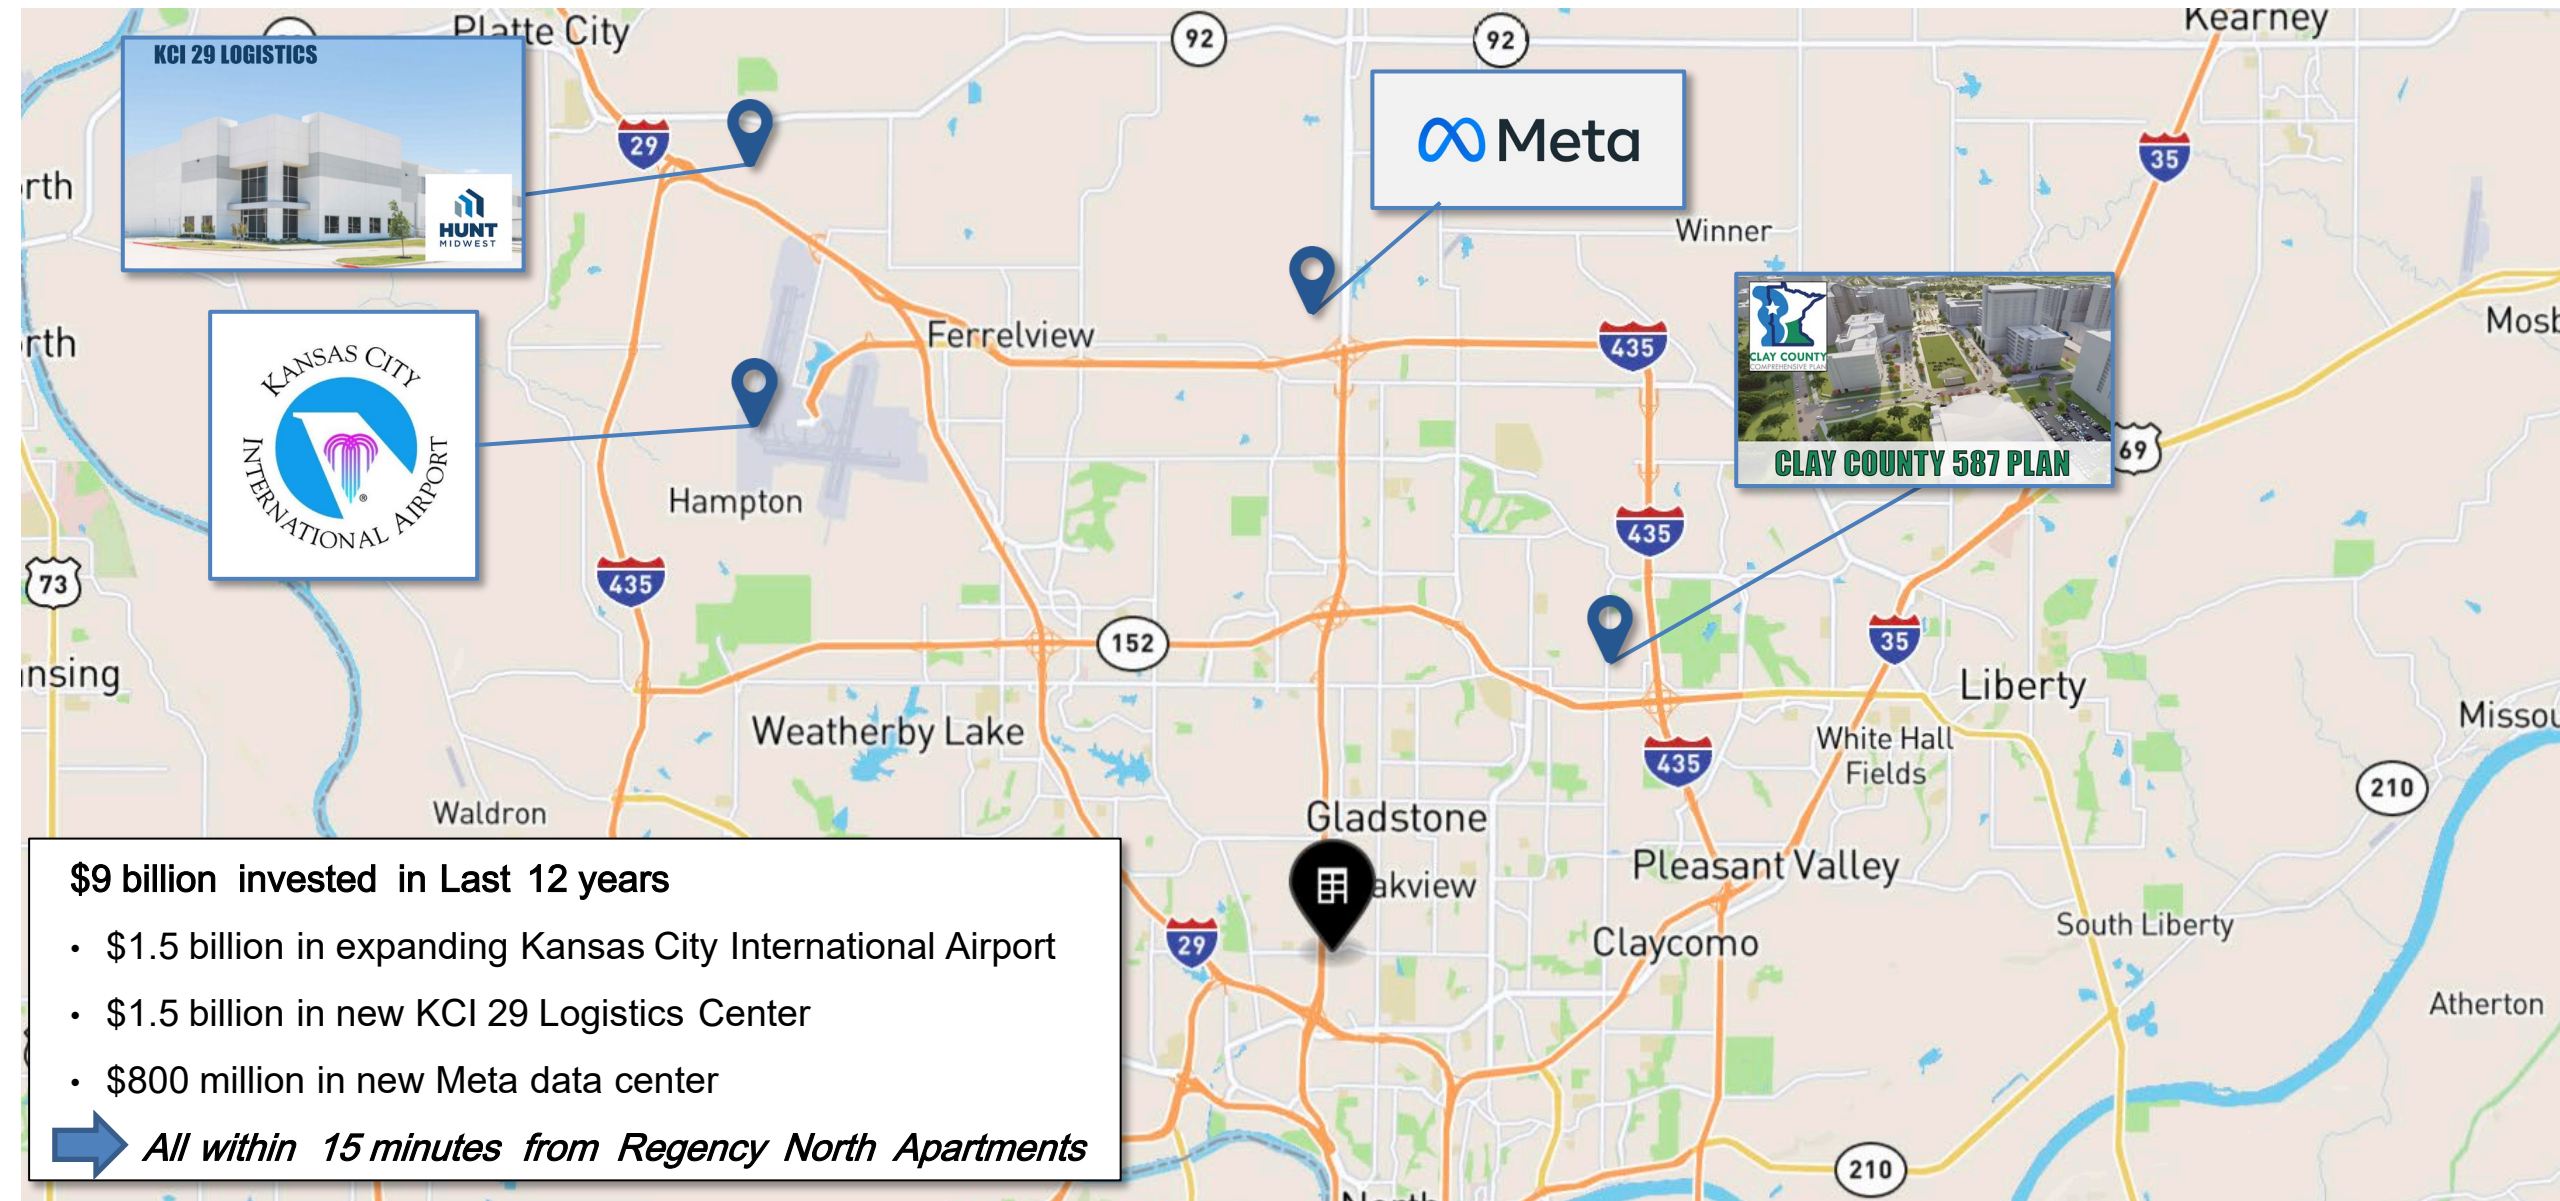 Platte City
92
92
Kearney
KCI 29 LOGISTICS
29
Meta
35
HUNT
MIDWEST
rth
Winner
CLAY COUNTY
COMPREHENSIVE PLAN
CLAY COUNTY 587 PLAN
rth
Ferrelview
435
Mosb
KANSAS CITY
INTERNATIONAL AIRPORT
®
69
Hampton
435
73
435
152
35
nsing
Liberty
Weatherby Lake
Missou
White Hall
Fields
435
210
Waldron
Gladstone
akview
Pleasant Valley
29
Claycomo
South Liberty
Atherton
210
North
$9 billion invested in Last 12 years
• $1.5 billion in expanding Kansas City International Airport
• $1.5 billion in new KCI 29 Logistics Center
• $800 million in new Meta data center
All within 15 minutes from Regency North Apartments